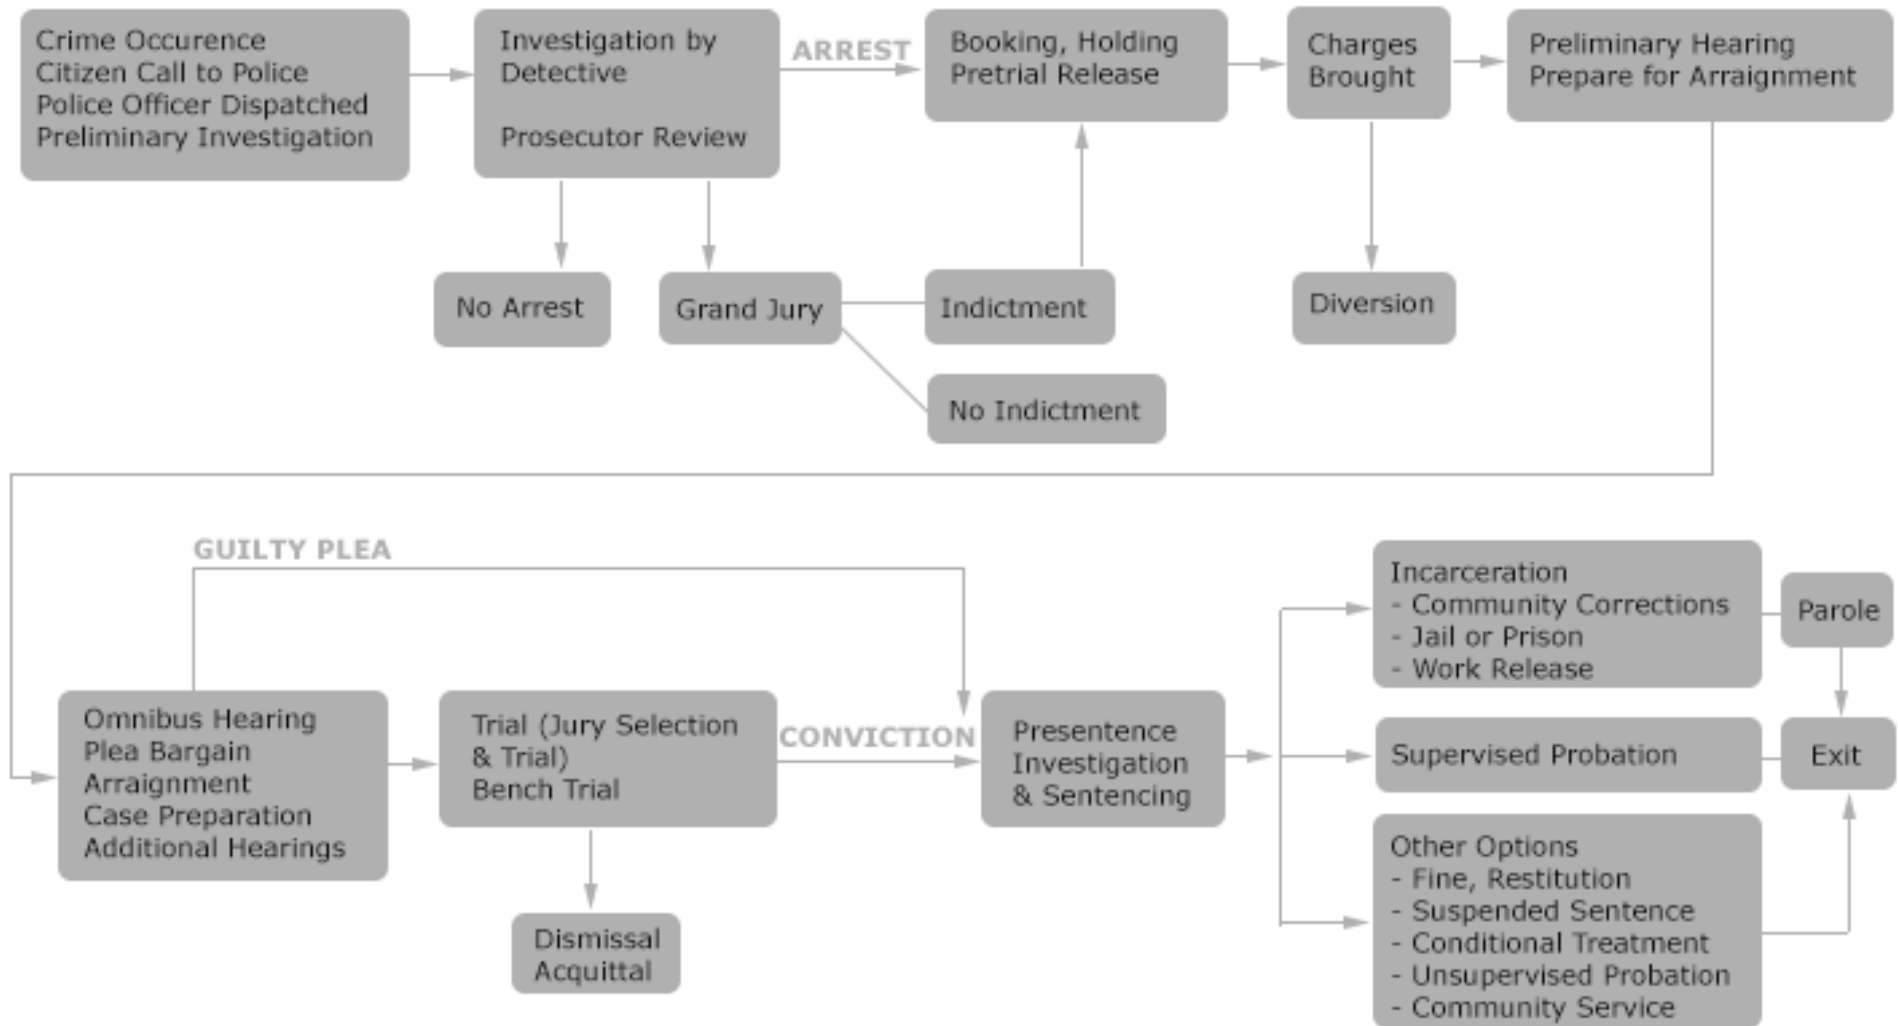 Crime Occurence
Citizen Call to Police
Police Officer Dispatched
Preliminary Investigation
Investigation by
Detective
Prosecutor Review
ARREST
Booking, Holding
Pretrial Release
Charges
Brought
Preliminary Hearing
Prepare for Arraignment
No Arrest
Grand Jury
Indictment
No Indictment
Diversion
GUILTY PLEA
Omnibus Hearing
Plea Bargain
Arraignment
Case Preparation
Additional Hearings
Trial (Jury Selection
& Trial)
Bench Trial
CONVICTION
Dismissal
Acquittal
Presentence
Investigation
& Sentencing
Incarceration
- Community Corrections
- Jail or Prison
- Work Release
Parole
Supervised Probation
Exit
Other Options
- Fine, Restitution
- Suspended Sentence
- Conditional Treatment
- Unsupervised Probation
- Community Service